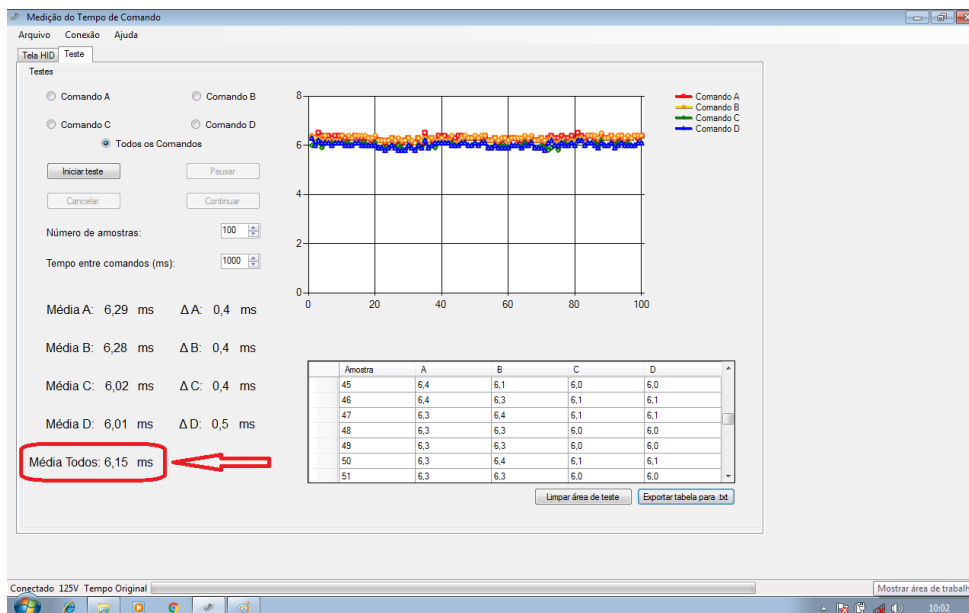 Medição do Tempo de Comando
Arquivo Conexão Ajuda
Tela HID Teste
Testes
Comando A Comando B
Comando C Comando D
Todos os Comandos
Iniciar teste Pausar
Cancelar Continuar
Número de amostras: 100
Tempo entre comandos (ms): 1000
Média A: 6,29 ms Δ A: 0,4 ms
Média B: 6,28 ms Δ B: 0,4 ms
Média C: 6,02 ms Δ C: 0,4 ms
Média D: 6,01 ms Δ D: 0,5 ms
Média Todos: 6,15 ms
8
6
4
2
0
0 20 40 60 80 100
Comando A
Comando B
Comando C
Comando D
Amostra A B C D
45 6,4 6,1 6,0 6,0
46 6,4 6,3 6,1 6,1
47 6,3 6,4 6,1 6,1
48 6,3 6,3 6,0 6,0
49 6,3 6,3 6,0 6,0
50 6,3 6,4 6,1 6,1
51 6,3 6,3 6,0 6,0
Limpar área de teste Exportar tabela para .txt
Conectado 125V Tempo Original
Mostrar área de trabalh
10:02